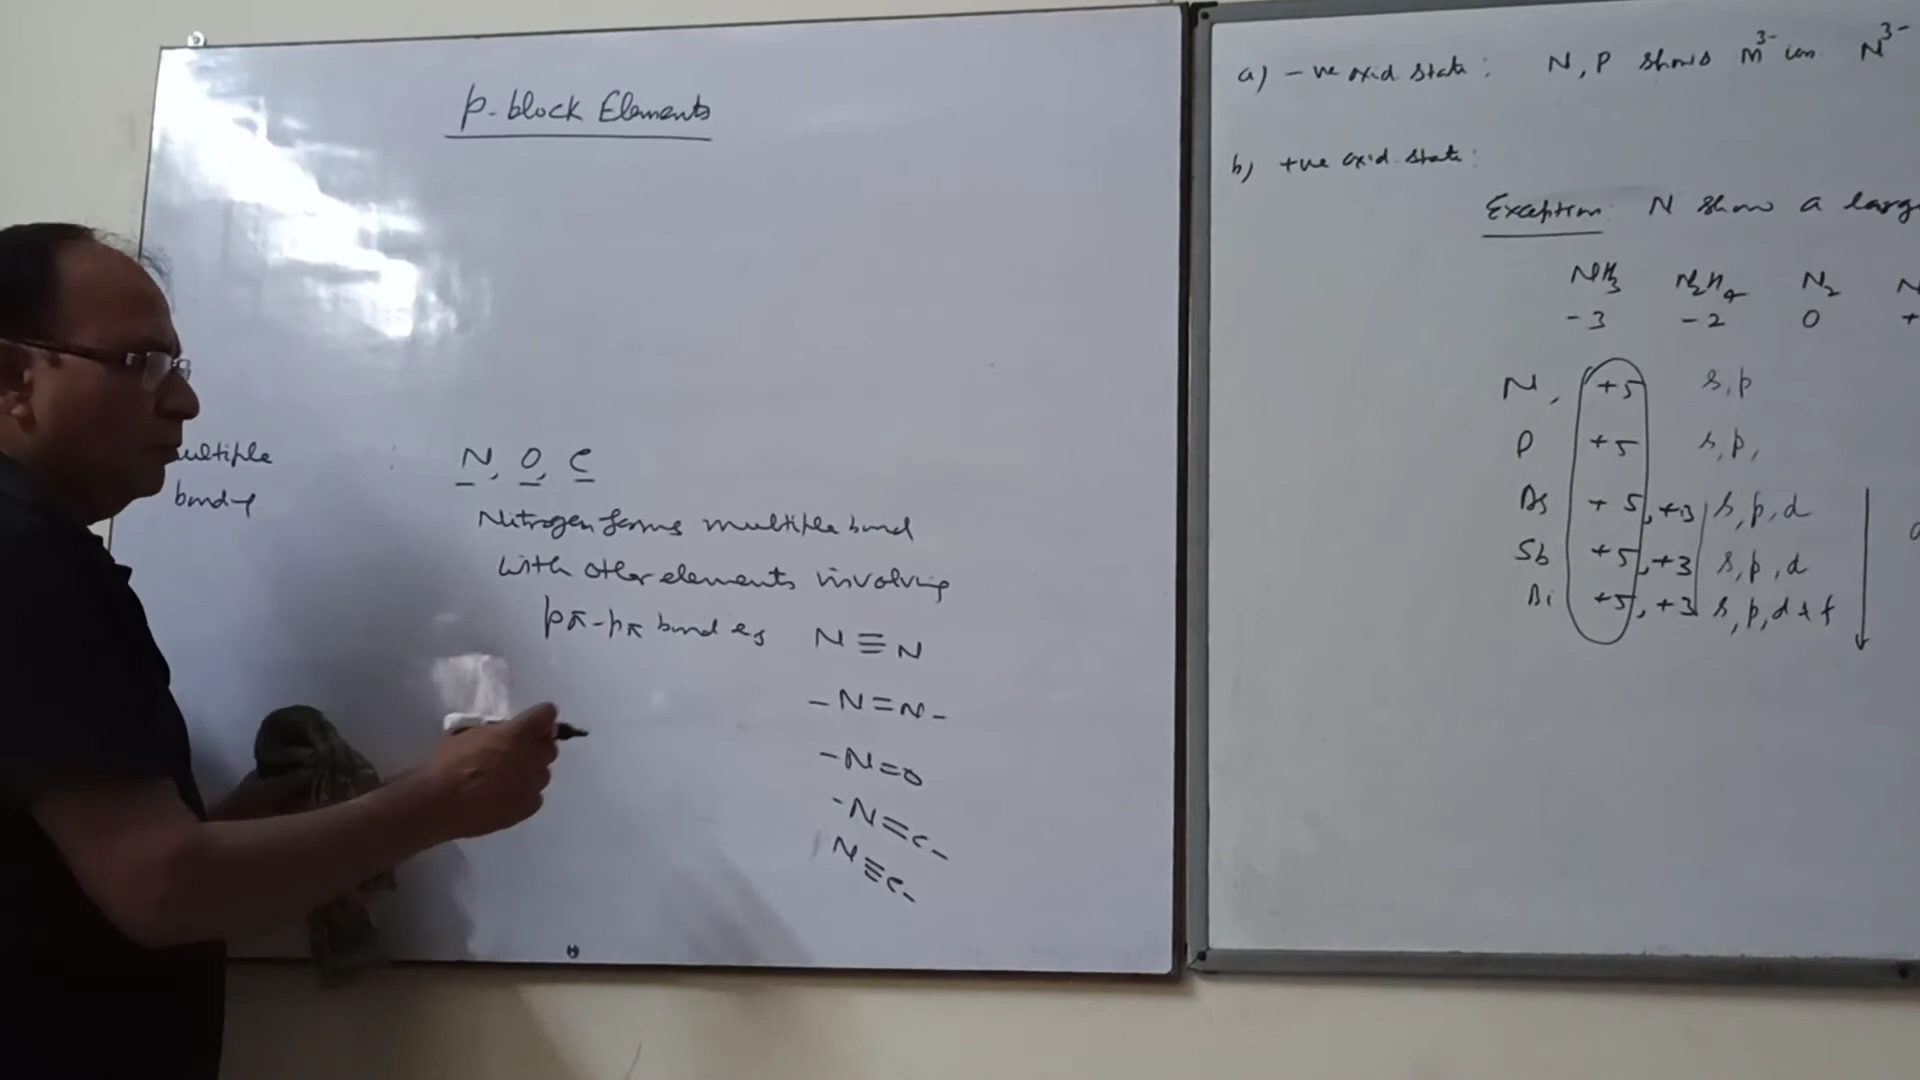 p-block Elements
ultiple
bond
N, O, C
Nitrogen forms multiple bond
with other elements involving
pπ-pπ bond eg N≡N
-N=N-
-N=O
-N=C-
N≡C-
a) -ve oxid state: N, P shows M³⁻ ion N³⁻
b) +ve oxid. state:
Exception: N show a larg
NH₃ N₂H₄ N₂ N
-3 -2 0 +
N, +5 s,p
P +5 s,p,
As +5, +3 s,p,d
Sb +5, +3 s,p,d
Bi +5, +3 s,p,d & f